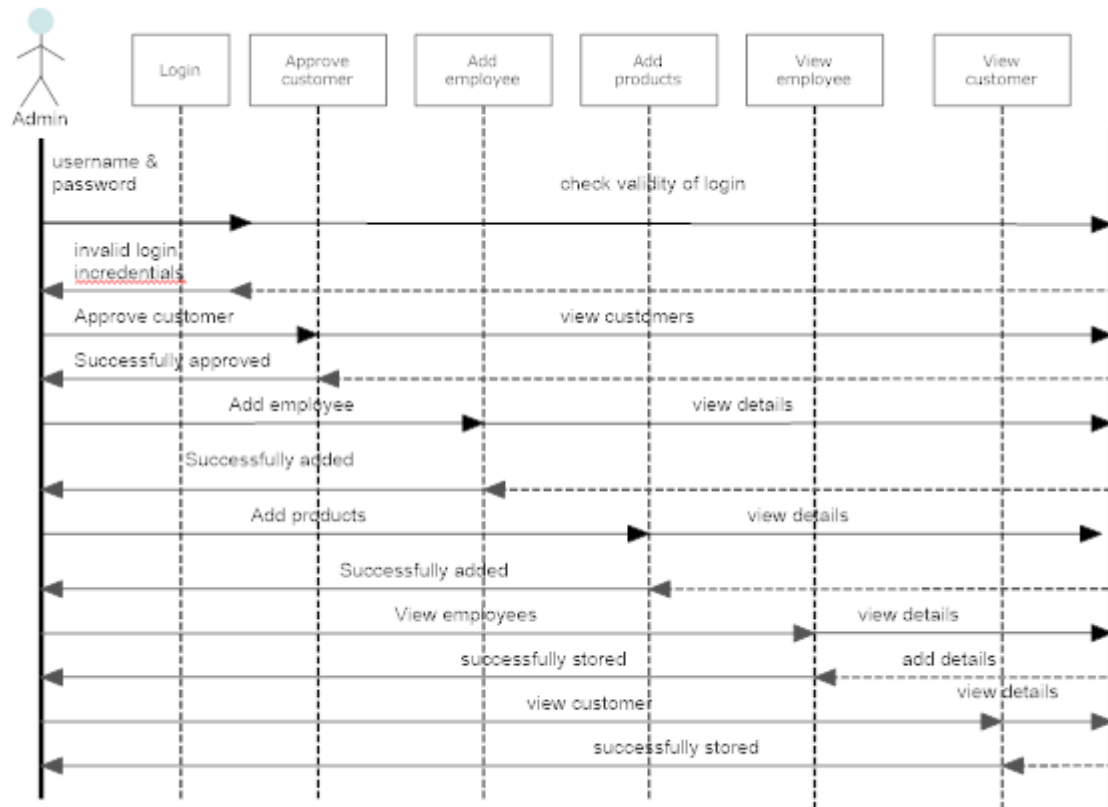 Login
Approve
customer
Add
employee
Add
products
View
employee
View
customer
Admin
username &
password
check validity of login
invalid login
incredentials
Approve customer
view customers
Successfully approved
Add employee
view details
Successfully added
Add products
view details
Successfully added
View employees
view details
successfully stored
add details
view details
view customer
successfully stored